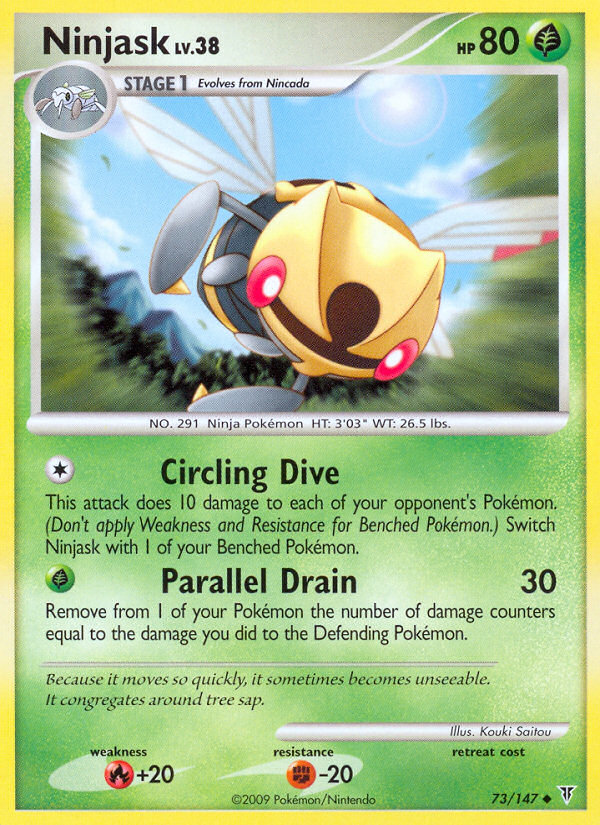 Ninjask LV.38
HP 80
STAGE 1 Evolves from Nincada
NO. 291 Ninja Pokémon HT: 3'03" WT: 26.5 lbs.
Circling Dive
This attack does 10 damage to each of your opponent's Pokémon.
(Don't apply Weakness and Resistance for Benched Pokémon.) Switch
Ninjask with 1 of your Benched Pokémon.
Parallel Drain 30
Remove from 1 of your Pokémon the number of damage counters
equal to the damage you did to the Defending Pokémon.
Because it moves so quickly, it sometimes becomes unseeable.
It congregates around tree sap.
Illus. Kouki Saitou
weakness resistance retreat cost
+20 -20
©2009 Pokémon/Nintendo 73/147